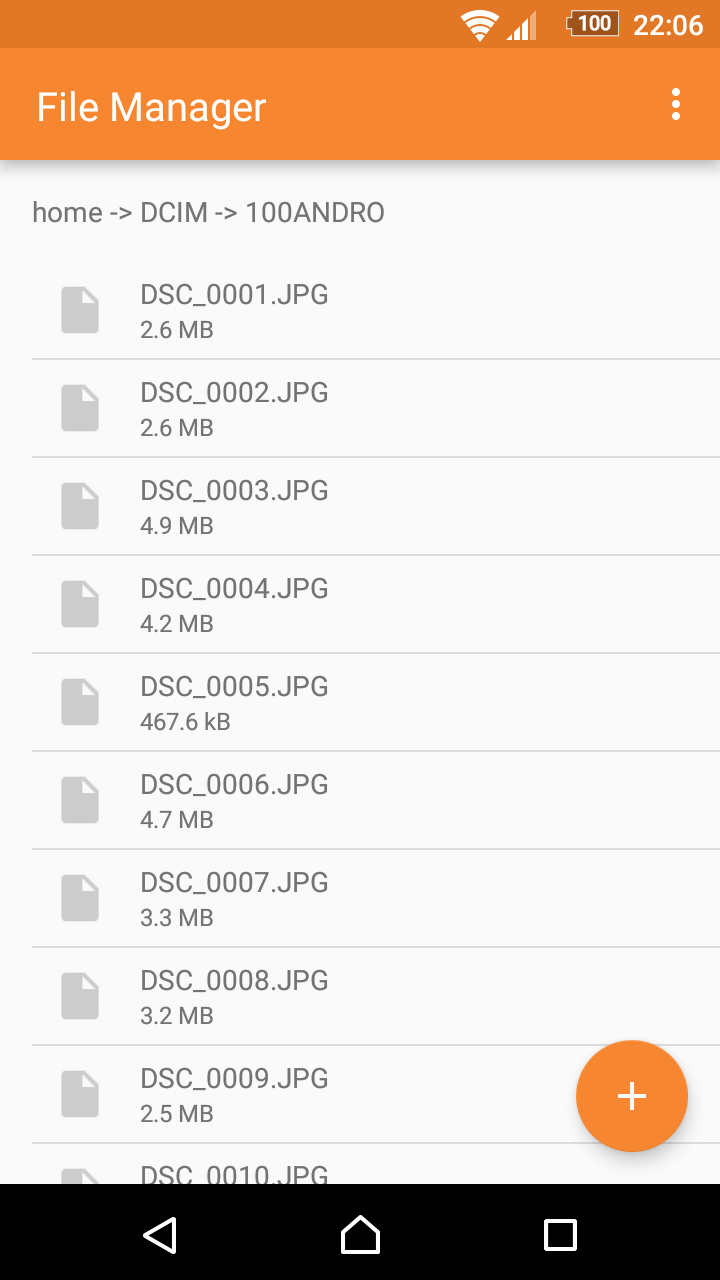 100 22:06
File Manager
home -> DCIM -> 100ANDRO
DSC_0001.JPG
2.6 MB
DSC_0002.JPG
2.6 MB
DSC_0003.JPG
4.9 MB
DSC_0004.JPG
4.2 MB
DSC_0005.JPG
467.6 kB
DSC_0006.JPG
4.7 MB
DSC_0007.JPG
3.3 MB
DSC_0008.JPG
3.2 MB
DSC_0009.JPG
2.5 MB
DSC_0010.JPG